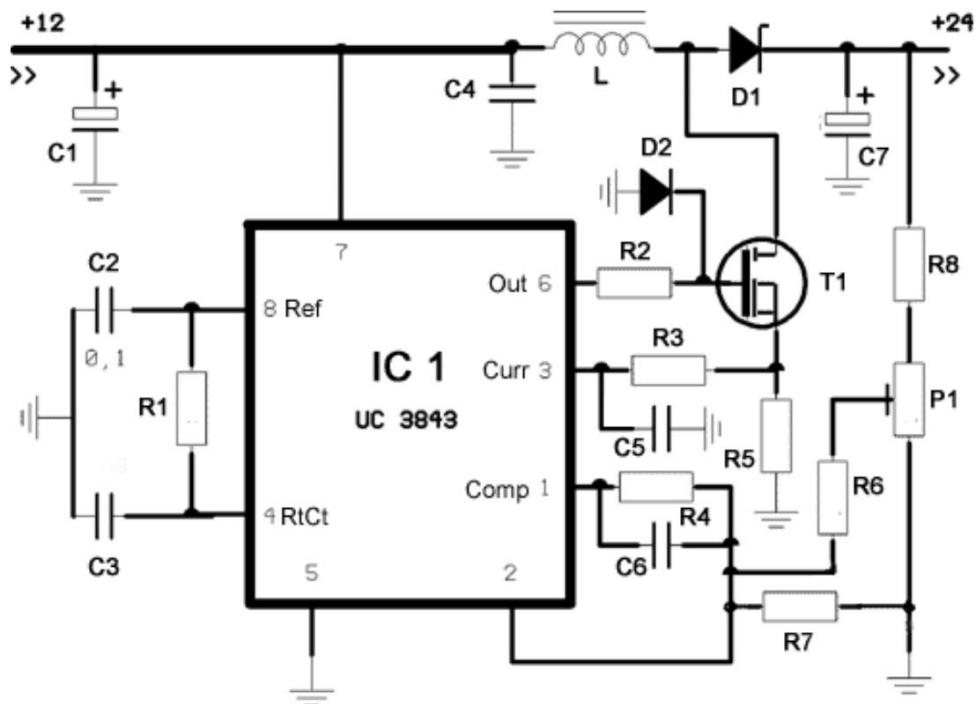 +12
+24
>>
>>
L
C4
D1
+
C1
+
C7
D2
7
R2
T1
R8
C2
Out 6
8 Ref
0,1
R3
IC 1
Curr 3
P1
R1
UC 3843
C5
R5
Comp 1
R6
4 RtCt
R4
C3
C6
5
2
R7